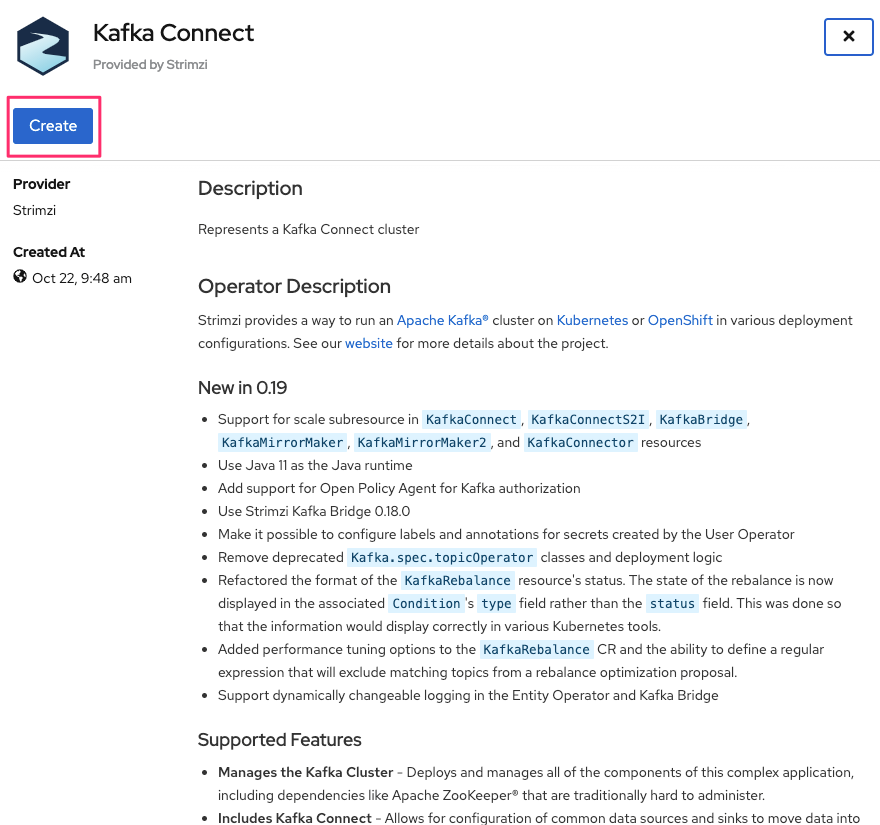 Kafka Connect
Provided by Strimzi
×
Create
Provider
Strimzi
Created At
Oct 22, 9:48 am
Description
Represents a Kafka Connect cluster
Operator Description
Strimzi provides a way to run an Apache Kafka® cluster on Kubernetes or OpenShift in various deployment
configurations. See our website for more details about the project.
New in 0.19
• Support for scale subresource in KafkaConnect, KafkaConnectS2I, KafkaBridge,
KafkaMirrorMaker, KafkaMirrorMaker2, and KafkaConnector resources
• Use Java 11 as the Java runtime
• Add support for Open Policy Agent for Kafka authorization
• Use Strimzi Kafka Bridge 0.18.0
• Make it possible to configure labels and annotations for secrets created by the User Operator
• Remove deprecated Kafka.spec.topicOperator classes and deployment logic
• Refactored the format of the KafkaRebalance resource's status. The state of the rebalance is now
displayed in the associated Condition's type field rather than the status field. This was done so
that the information would display correctly in various Kubernetes tools.
• Added performance tuning options to the KafkaRebalance CR and the ability to define a regular
expression that will exclude matching topics from a rebalance optimization proposal.
• Support dynamically changeable logging in the Entity Operator and Kafka Bridge
Supported Features
• Manages the Kafka Cluster - Deploys and manages all of the components of this complex application,
including dependencies like Apache ZooKeeper® that are traditionally hard to administer.
• Includes Kafka Connect - Allows for configuration of common data sources and sinks to move data into